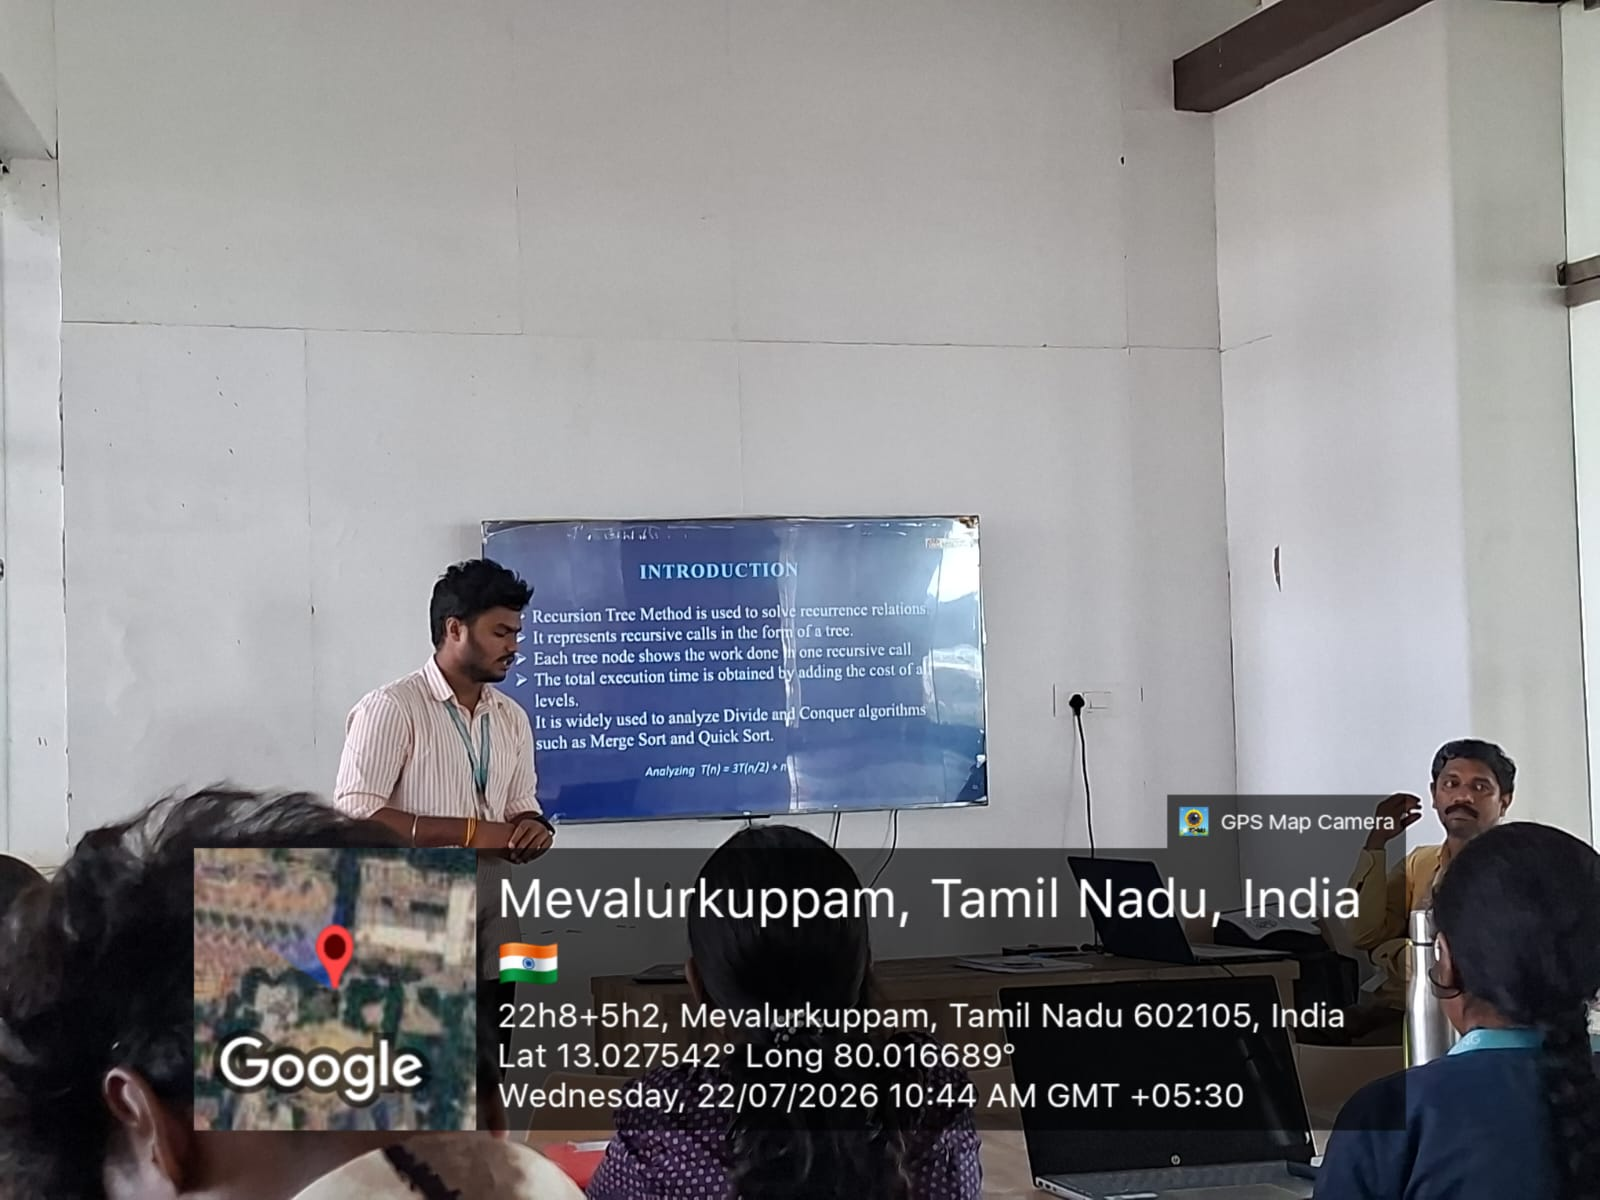 INTRODUCTION
Recursion Tree Method is used to solve recurrence relations.
It represents recursive calls in the form of a tree.
Each tree node shows the work done in one recursive call
The total execution time is obtained by adding the cost of all
levels.
It is widely used to analyze Divide and Conquer algorithms
such as Merge Sort and Quick Sort.
Analyzing T(n) = 3T(n/2) + n
GPS Map Camera
Mevalurkuppam, Tamil Nadu, India
22h8+5h2, Mevalurkuppam, Tamil Nadu 602105, India
Lat 13.027542° Long 80.016689°
Wednesday, 22/07/2026 10:44 AM GMT +05:30
Google